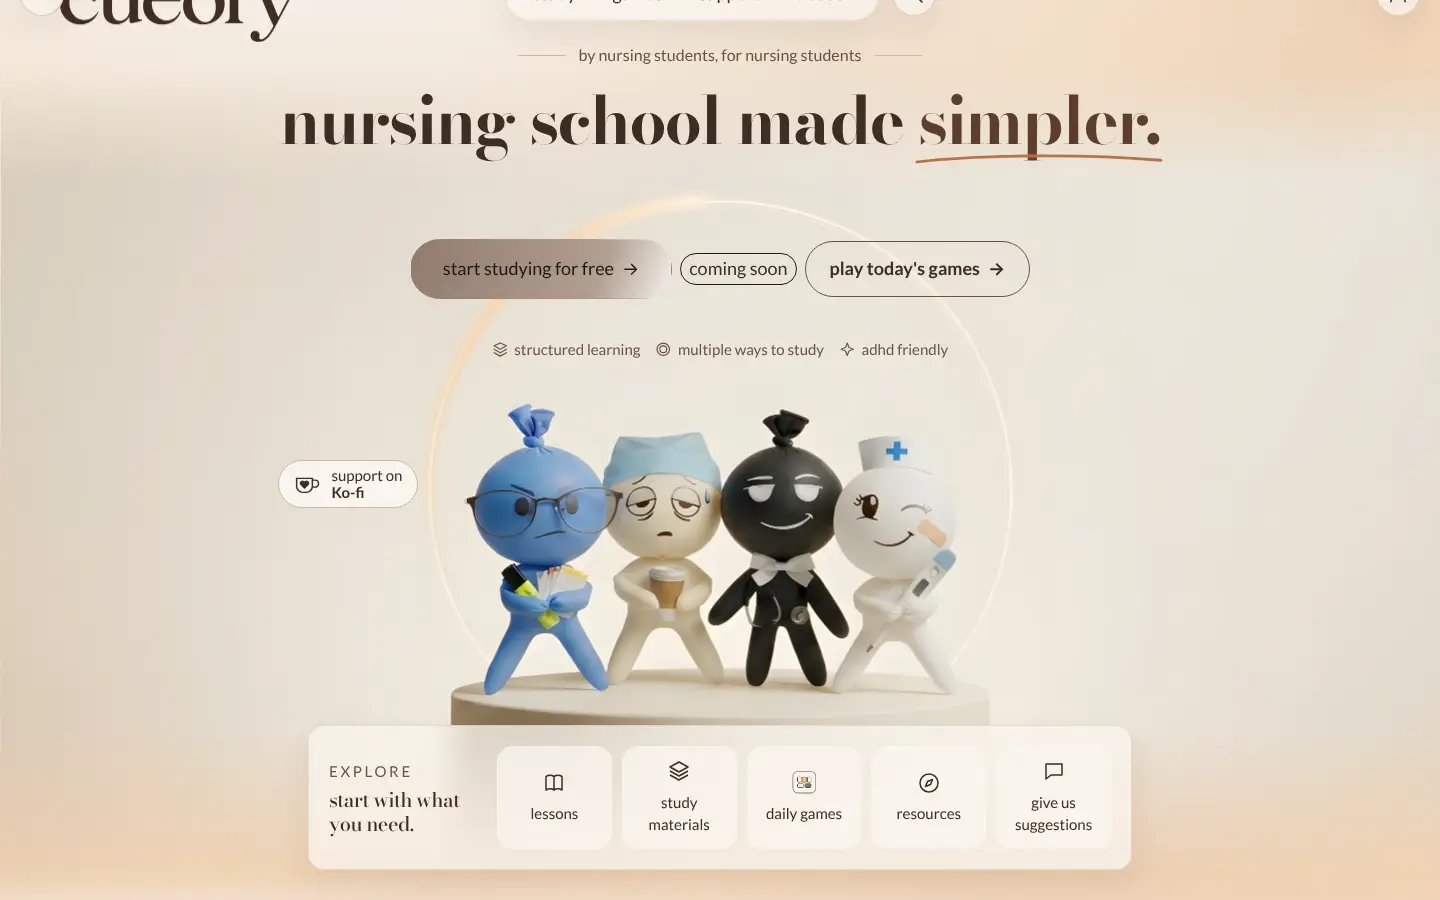 cueory
by nursing students, for nursing students
nursing school made simpler.
start studying for free →
coming soon
play today's games →
structured learning
multiple ways to study
adhd friendly
support on
Ko-fi
EXPLORE
start with what
you need.
lessons
study
materials
daily games
resources
give us
suggestions